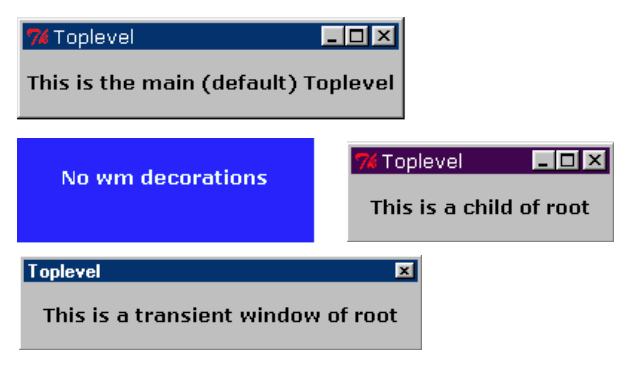 Toplevel
This is the main (default) Toplevel
No wm decorations
Toplevel
This is a child of root
Toplevel
This is a transient window of root